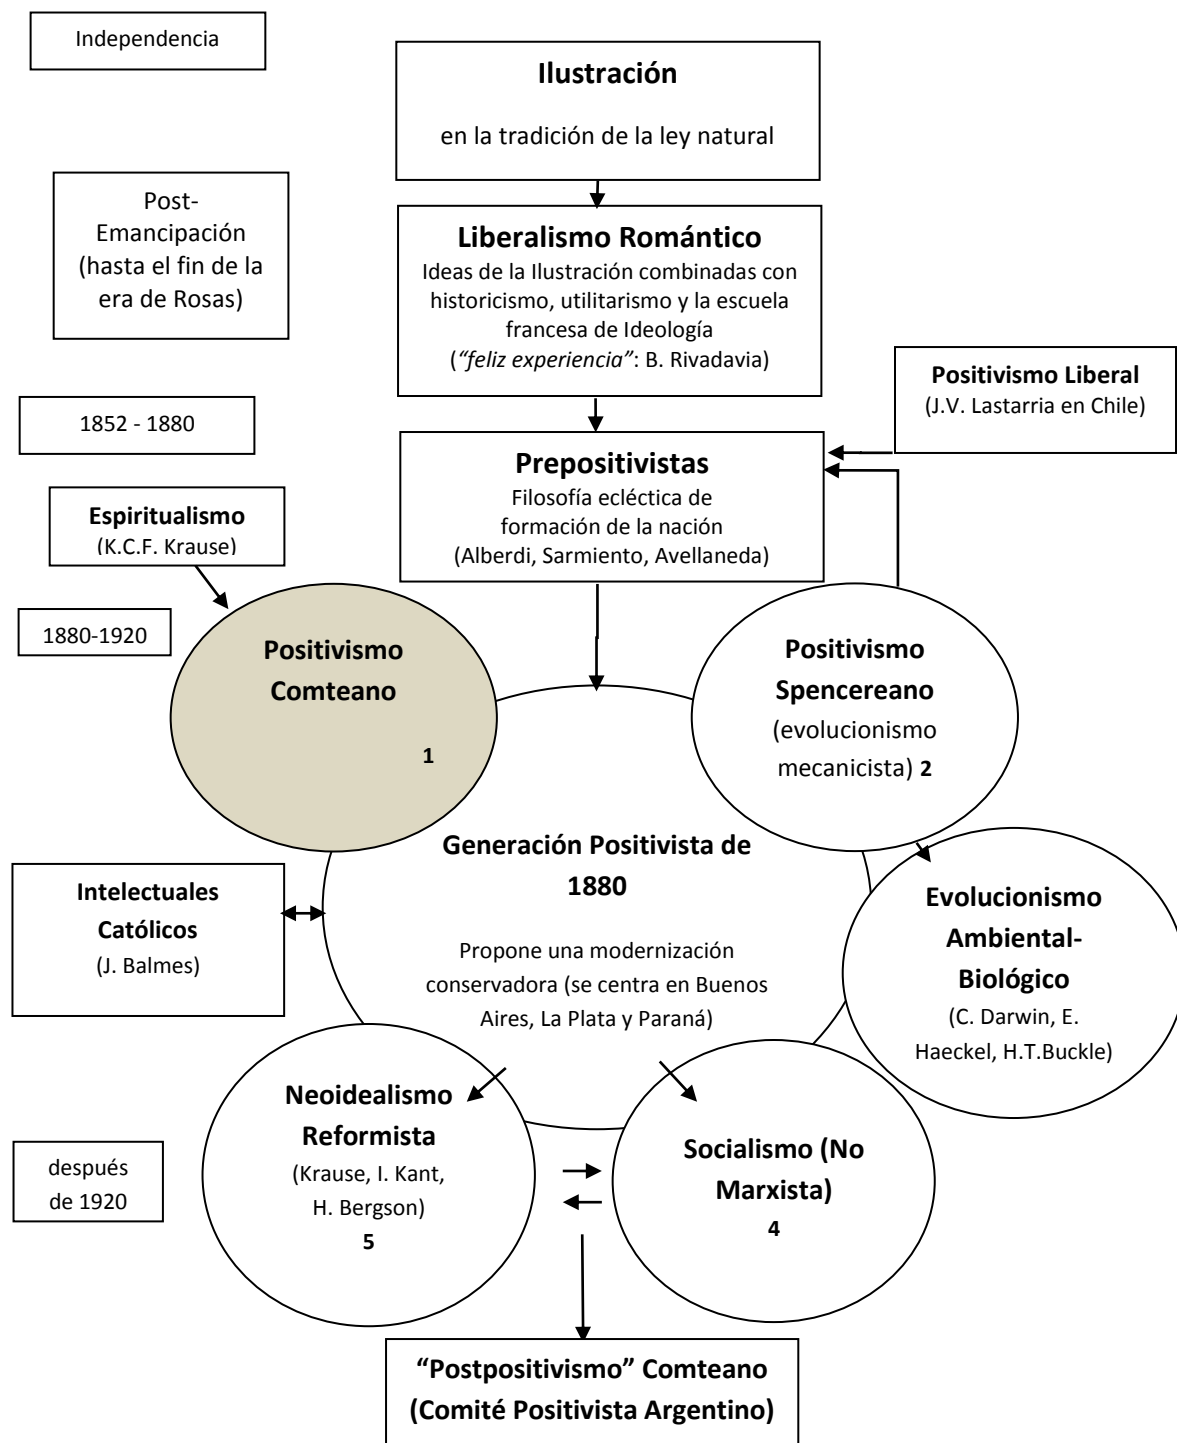 Independencia
Ilustración
en la tradición de la ley natural
Post-
Emancipación
(hasta el fin de la
era de Rosas)
Liberalismo Romántico
Ideas de la Ilustración combinadas con
historicismo, utilitarismo y la escuela
francesa de Ideología
(“feliz experiencia”: B. Rivadavia)
Positivismo Liberal
(J.V. Lastarria en Chile)
1852 - 1880
Prepositivistas
Filosofía ecléctica de
formación de la nación
(Alberdi, Sarmiento, Avellaneda)
Espiritualismo
(K.C.F. Krause)
1880-1920
Positivismo
Comteano
1
Positivismo
Spencereano
(evolucionismo
mecanicista) 2
Generación Positivista de
1880
Propone una modernización
conservadora (se centra en Buenos
Aires, La Plata y Paraná)
Intelectuales
Católicos
(J. Balmes)
Evolucionismo
Ambiental-
Biológico
(C. Darwin, E.
Haeckel, H.T.Buckle)
Neoidealismo
Reformista
(Krause, I. Kant,
H. Bergson)
5
Socialismo (No
Marxista)
4
después
de 1920
“Postpositivismo” Comteano
(Comité Positivista Argentino)